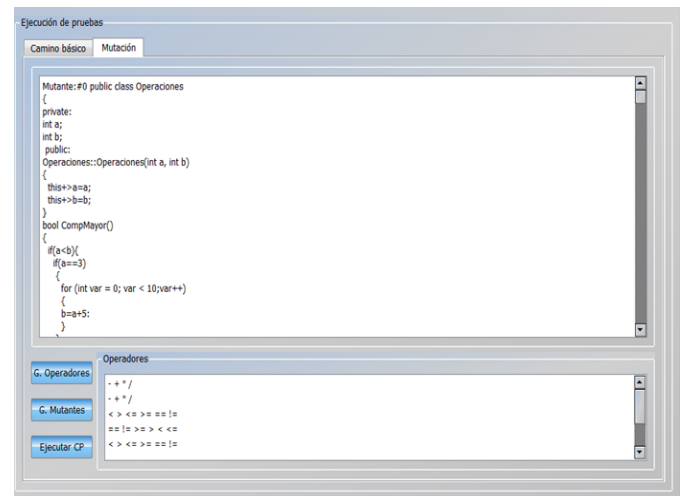 Ejecución de pruebas
Camino básico
Mutación
Mutante:#0 public class Operaciones
{
private:
int a;
int b;
public:
Operaciones::Operaciones(int a, int b)
{
this+>a=a;
this+>b=b;
}
bool CompMayor()
{
if(a<b){
if(a==3)
{
for (int var = 0; var < 10;var++)
{
b=a+5:
}
G. Operadores
G. Mutantes
Ejecutar CP
Operadores
- + * /
- + * /
< > <= >= == !=
== != >= > < <=
< > <= >= == !=